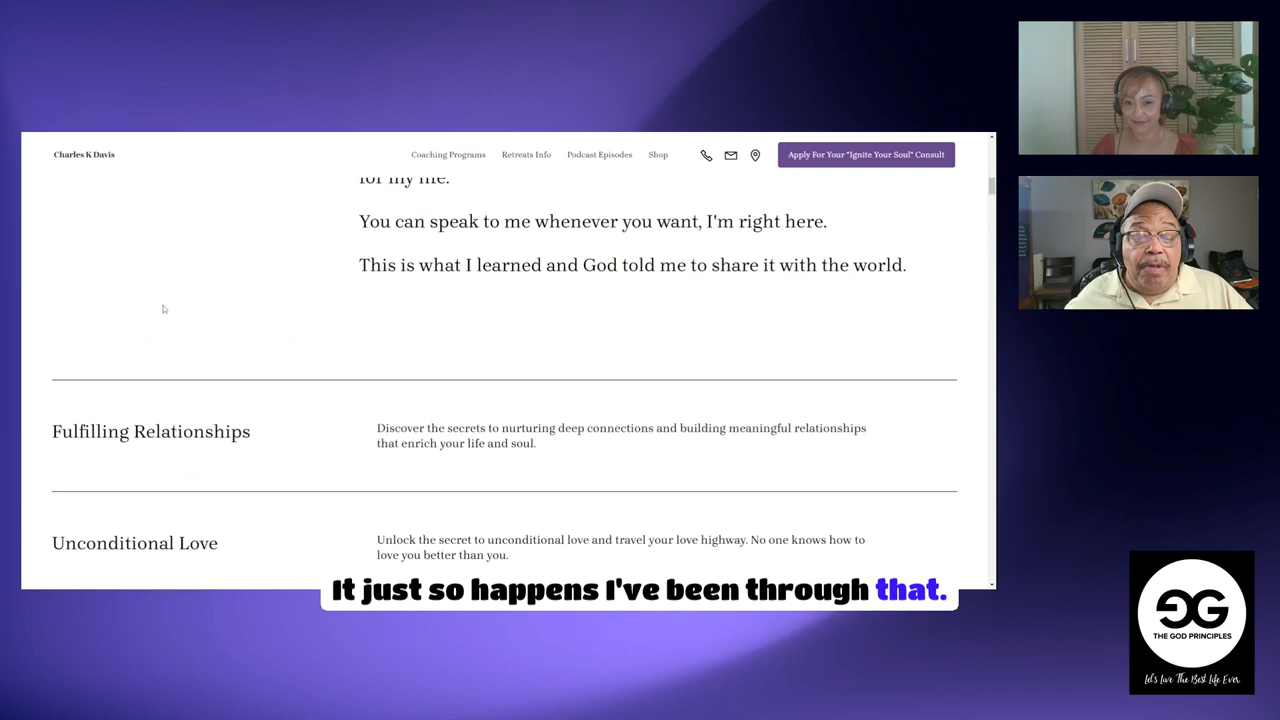 Charles K Davis
Coaching Programs
Retreats Info
Podcast Episodes
Shop
Apply For Your "Ignite Your Soul" Consult
for my life.
You can speak to me whenever you want, I'm right here.
This is what I learned and God told me to share it with the world.
Fulfilling Relationships
Discover the secrets to nurturing deep connections and building meaningful relationships
that enrich your life and soul.
Unconditional Love
Unlock the secret to unconditional love and travel your love highway. No one knows how to
love you better than you.
It just so happens I've been through that.
GG
THE GOD PRINCIPLES
Let's Live The Best Life Ever